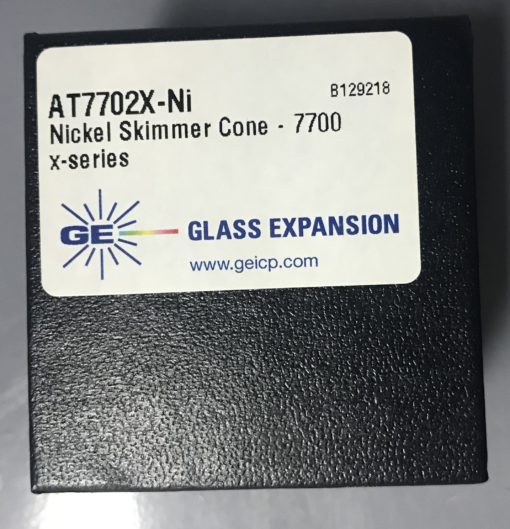 AT7702X-Ni
B129218
Nickel Skimmer Cone - 7700
x-series
GE
GLASS EXPANSION
www.geicp.com